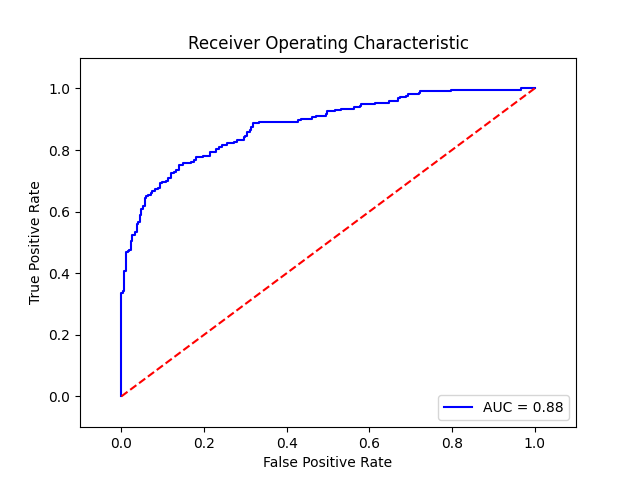 Receiver Operating Characteristic
True Positive Rate
1.0
0.8
0.6
0.4
0.2
0.0
AUC = 0.88
0.0 0.2 0.4 0.6 0.8 1.0
False Positive Rate